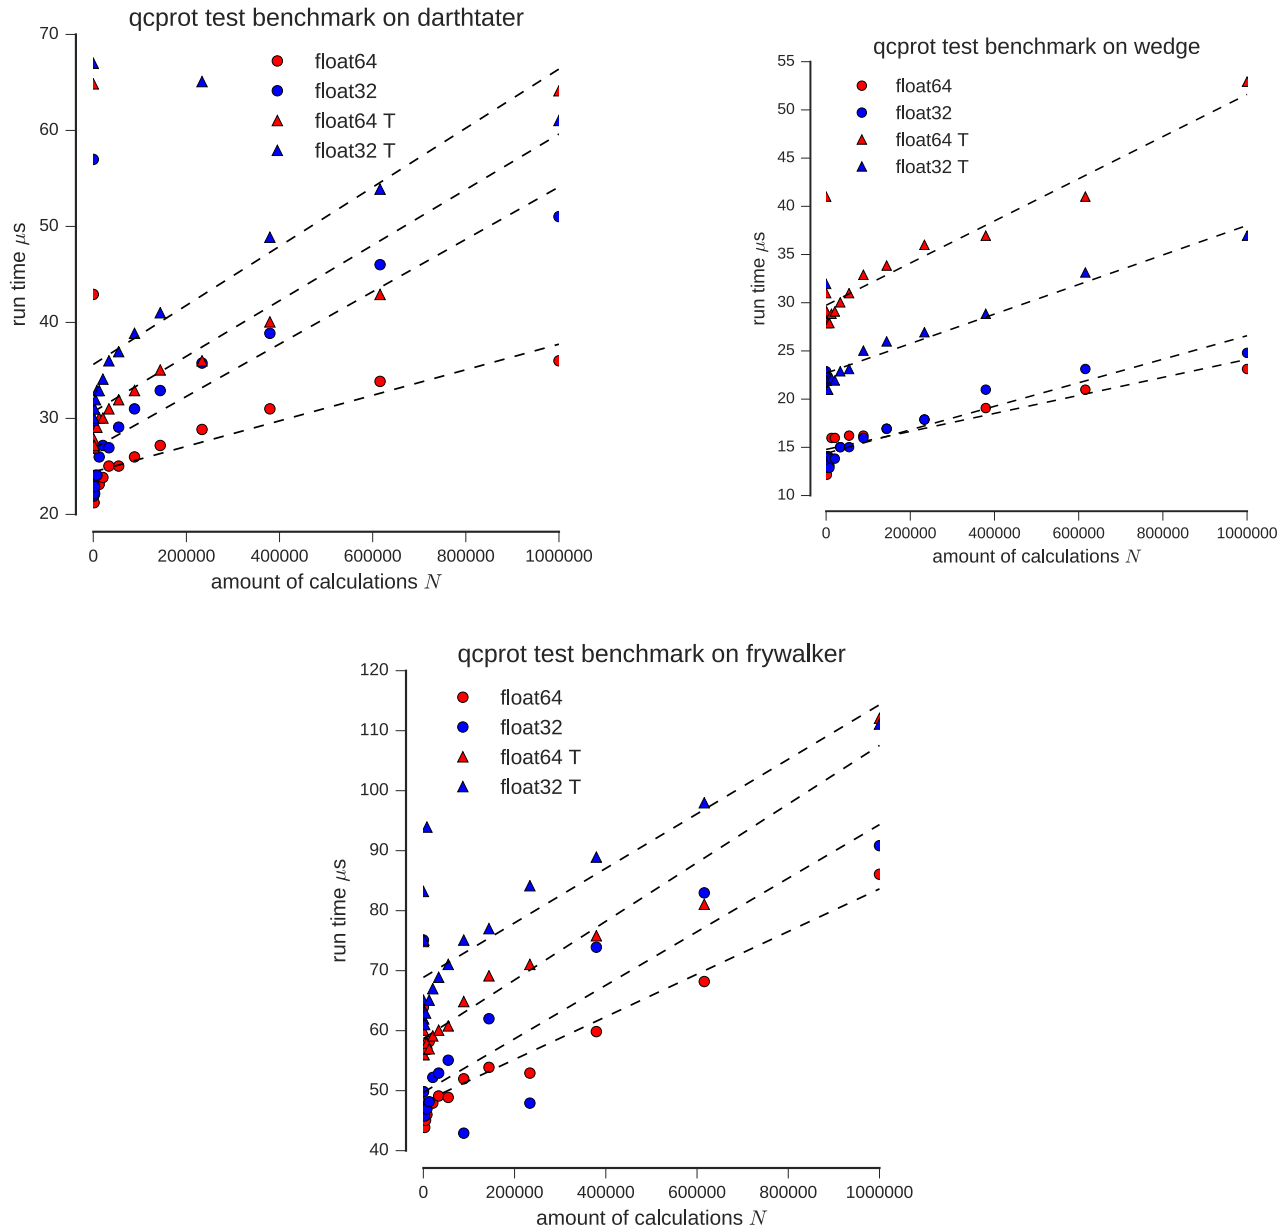 qcprot test benchmark on darthtater
70
60
50
40
30
20
run time μs
float64
float32
float64 T
float32 T
0 200000 400000 600000 800000 1000000
amount of calculations N
qcprot test benchmark on wedge
55
50
45
40
35
30
25
20
15
10
run time μs
float64
float32
float64 T
float32 T
0 200000 400000 600000 800000 1000000
amount of calculations N
qcprot test benchmark on frywalker
120
110
100
90
80
70
60
50
40
run time μs
float64
float32
float64 T
float32 T
0 200000 400000 600000 800000 1000000
amount of calculations N